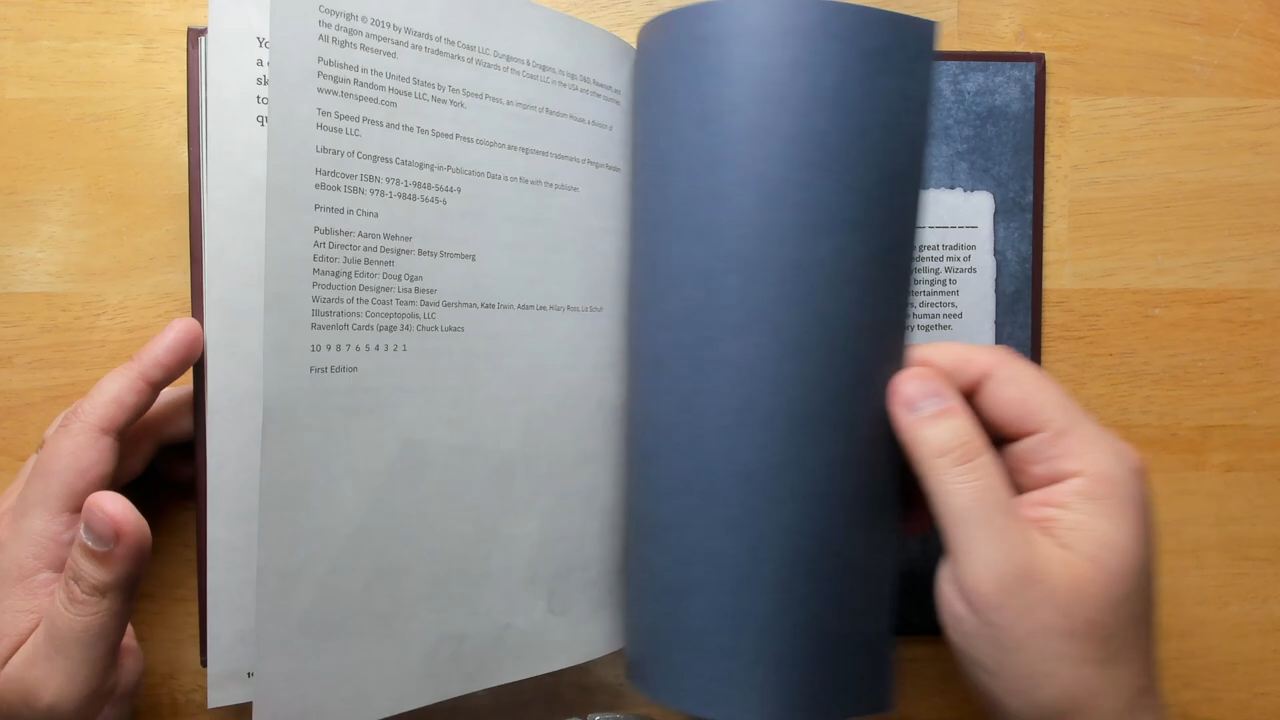 Yo
a
sk
to
qu
Copyright © 2019 by Wizards of the Coast LLC. Dungeons & Dragons, its logo, D&D, Ravenloft, and
the dragon ampersand are trademarks of Wizards of the Coast LLC in the USA and other countries.
All Rights Reserved.
Published in the United States by Ten Speed Press, an imprint of Random House, a division of
Penguin Random House LLC, New York.
www.tenspeed.com
Ten Speed Press and the Ten Speed Press colophon are registered trademarks of Penguin Random
House LLC.
Library of Congress Cataloging-in-Publication Data is on file with the publisher.
Hardcover ISBN: 978-1-9848-5644-9
eBook ISBN: 978-1-9848-5645-6
Printed in China
Publisher: Aaron Wehner
Art Director and Designer: Betsy Stromberg
Editor: Julie Bennett
Managing Editor: Doug Ogan
Production Designer: Lisa Bieser
Wizards of the Coast Team: David Gershman, Kate Irwin, Adam Lee, Hilary Ross, Liz Schuh
Illustrations: Conceptopolis, LLC
Ravenloft Cards (page 34): Chuck Lukacs
10 9 8 7 6 5 4 3 2 1
First Edition
e great tradition
edented mix of
ytelling. Wizards
bringing to
tertainment
s, directors,
e human need
ry together.